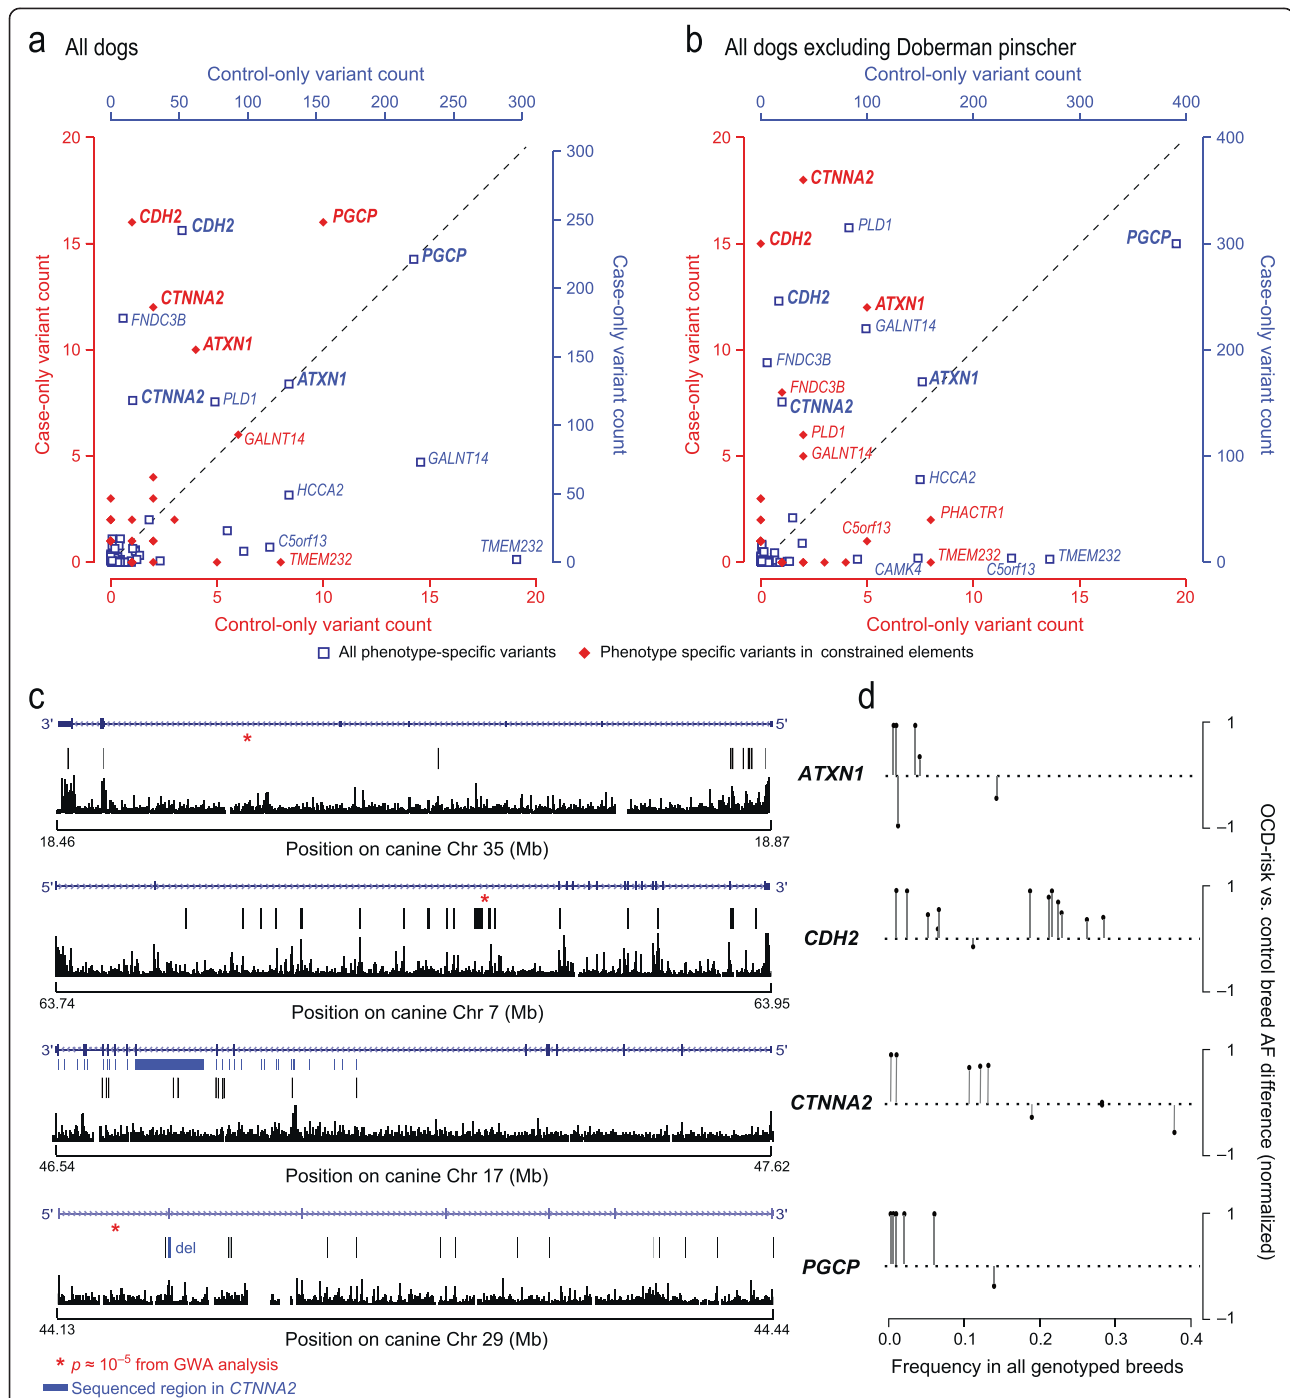 a All dogs
Control-only variant count
0 50 100 150 200 250 300
20
15
10
5
0
Case-only variant count
300
250
200
150
100
50
0
Case-only variant count
CDH2
CDH2
PGCP
PGCP
CTNNA2
FNDC3B
ATXN1
ATXN1
CTNNA2
PLD1
GALNT14
GALNT14
HCCA2
C5orf13
TMEM232
TMEM232
0 5 10 15 20
Control-only variant count
b All dogs excluding Doberman pinscher
Control-only variant count
0 100 200 300 400
20
15
10
5
0
Case-only variant count
400
300
200
100
0
Case-only variant count
CTNNA2
PLD1
CDH2
PGCP
CDH2
ATXN1
GALNT14
FNDC3B
ATXN1
FNDC3B
CTNNA2
PLD1
GALNT14
HCCA2
PHACTR1
C5orf13
TMEM232
TMEM232
CAMK4
C5orf13
0 5 10 15 20
Control-only variant count
All phenotype-specific variants
Phenotype specific variants in constrained elements
c
3' 5'
*
18.46 18.87
Position on canine Chr 35 (Mb)
5' 3'
*
63.74 63.95
Position on canine Chr 7 (Mb)
3' 5'
46.54 47.62
Position on canine Chr 17 (Mb)
5' 3'
*
del
44.13 44.44
Position on canine Chr 29 (Mb)
* p ≈ 10⁻⁵ from GWA analysis
Sequenced region in CTNNA2
d
ATXN1
1
–1
CDH2
1
–1
CTNNA2
1
–1
PGCP
1
–1
OCD-risk vs. control breed AF difference (normalized)
0.0 0.1 0.2 0.3 0.4
Frequency in all genotyped breeds